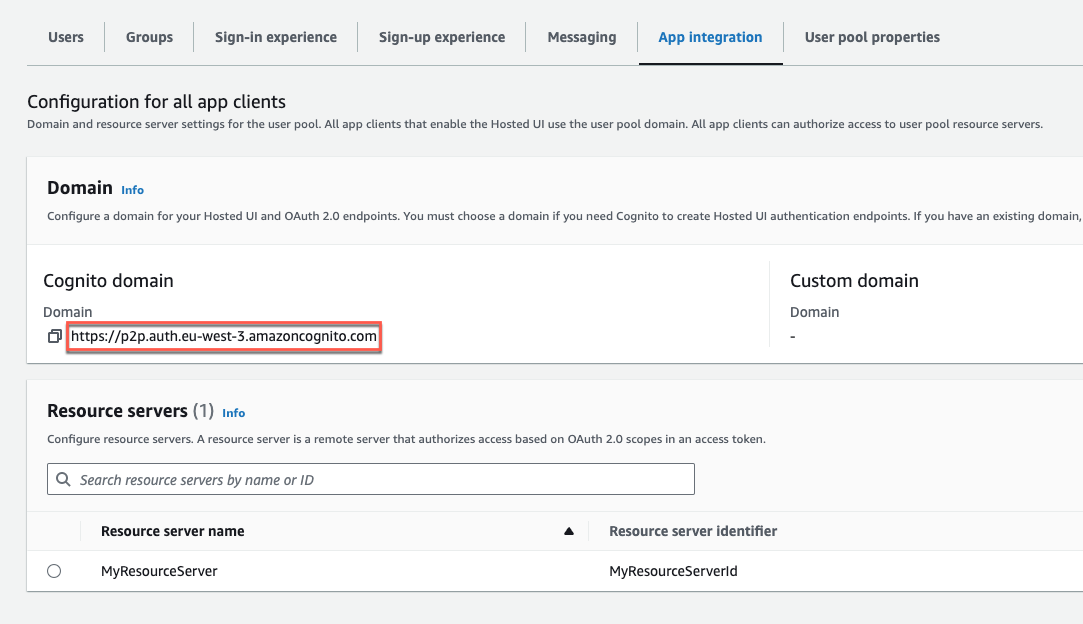 Users Groups Sign-in experience Sign-up experience Messaging App integration User pool properties
Configuration for all app clients
Domain and resource server settings for the user pool. All app clients that enable the Hosted UI use the user pool domain. All app clients can authorize access to user pool resource servers.
Domain Info
Configure a domain for your Hosted UI and OAuth 2.0 endpoints. You must choose a domain if you need Cognito to create Hosted UI authentication endpoints. If you have an existing domain,
Cognito domain
Domain
https://p2p.auth.eu-west-3.amazoncognito.com
Custom domain
Domain
-
Resource servers (1) Info
Configure resource servers. A resource server is a remote server that authorizes access based on OAuth 2.0 scopes in an access token.
Search resource servers by name or ID
Resource server name Resource server identifier
MyResourceServer MyResourceServerId